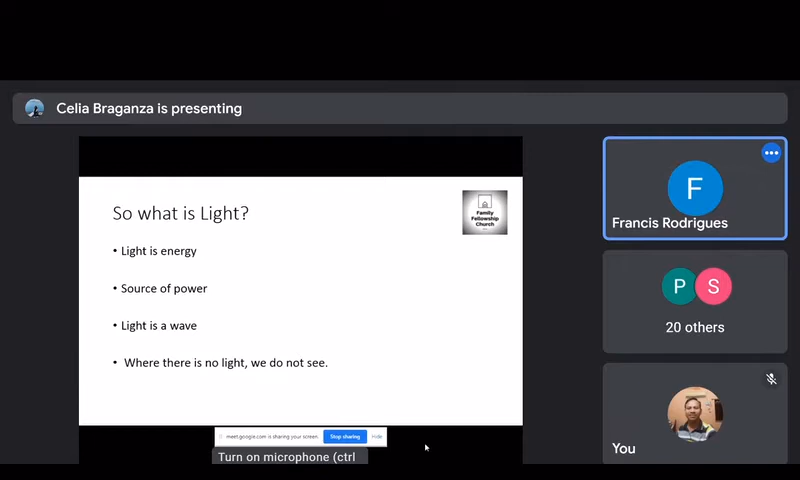 Celia Braganza is presenting
So what is Light?
Family
Fellowship
Church
• Light is energy
• Source of power
• Light is a wave
• Where there is no light, we do not see.
meet.google.com is sharing your screen.
Stop sharing
Hide
Turn on microphone (ctrl
F
Francis Rodrigues
P
S
20 others
You